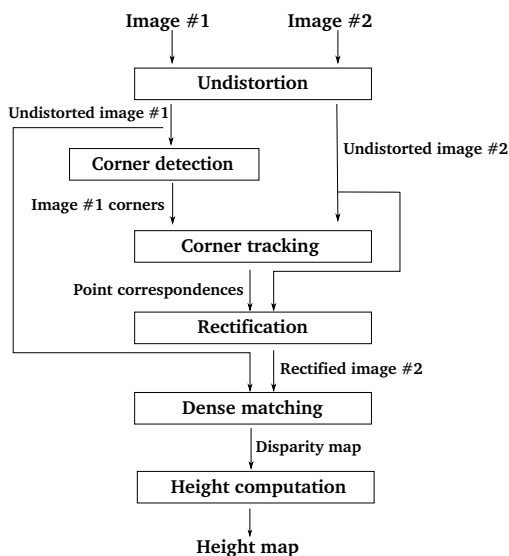 Image #1
Image #2
Undistortion
Undistorted image #1
Undistorted image #2
Corner detection
Image #1 corners
Corner tracking
Point correspondences
Rectification
Rectified image #2
Dense matching
Disparity map
Height computation
Height map